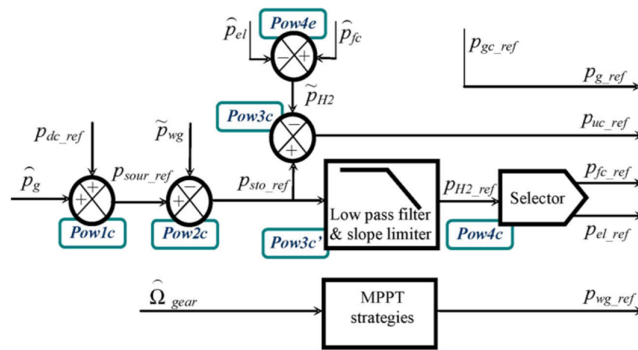 p̂el Pow4e p̂fc
pgc_ref
pg_ref
Pow3c p̃H2
puc_ref
pdc_ref p̃wg
p̂g psour_ref psto_ref
Pow1c Pow2c Pow3c'
Low pass filter
& slope limiter
pH2_ref
Pow4c
Selector
pfc_ref
pel_ref
Ω̂ gear
MPPT
strategies
pwg_ref